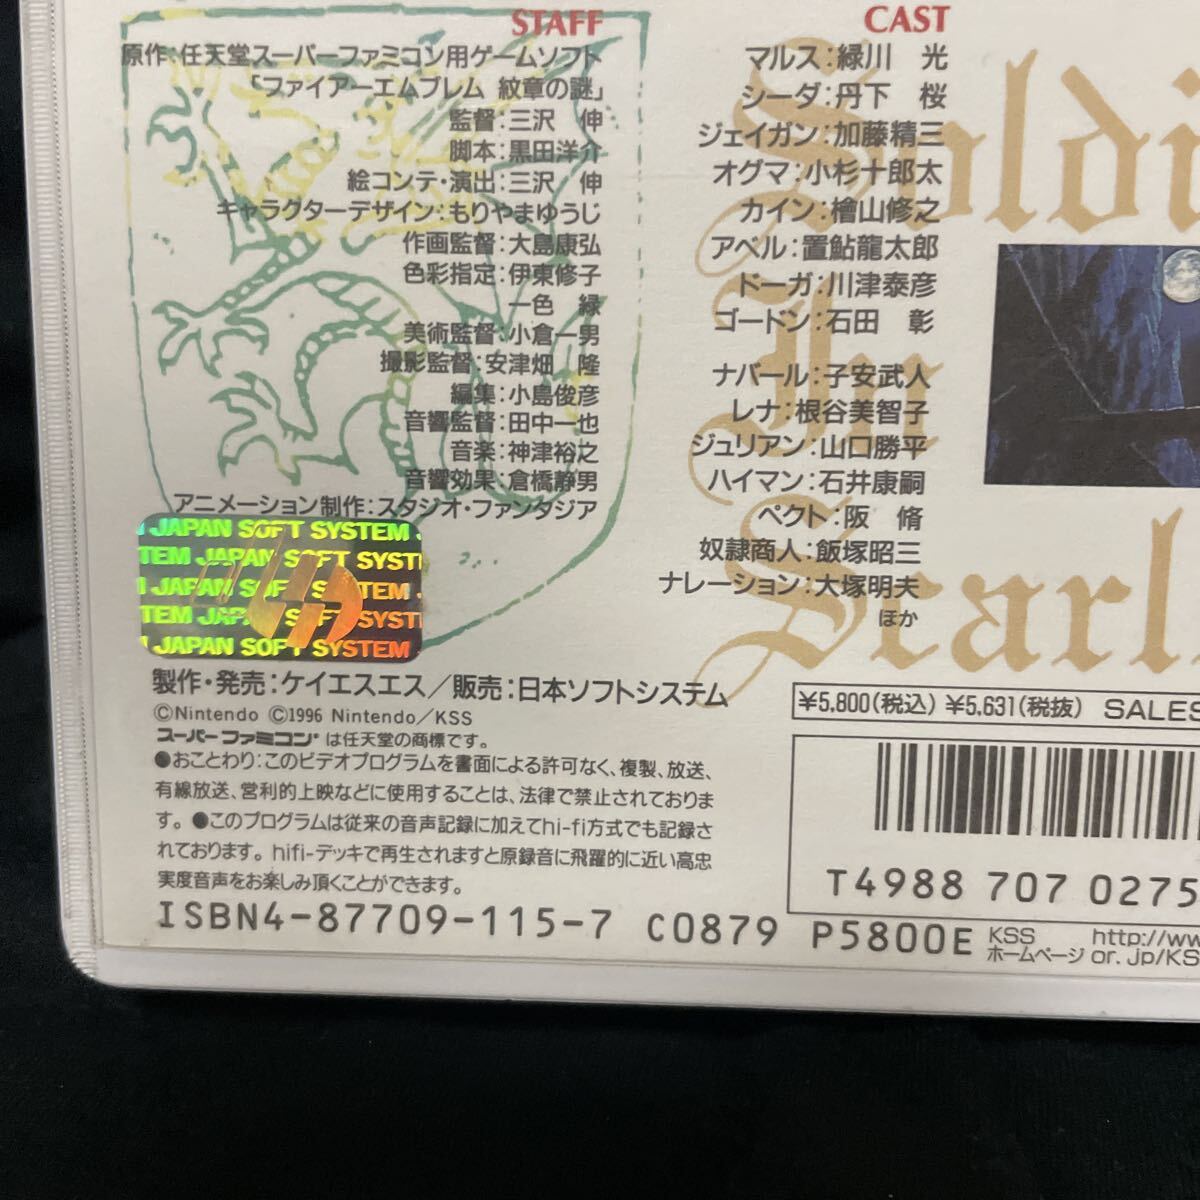 STAFF
原作：任天堂スーパーファミコン用ゲームソフト
「ファイアーエムブレム 紋章の謎」
監督：三沢　伸
脚本：黒田洋介
絵コンテ・演出：三沢　伸
キャラクターデザイン：もりやまゆうじ
作画監督：大島康弘
色彩指定：伊東修子
一色　緑
美術監督：小倉一男
撮影監督：安津畑　隆
編集：小島俊彦
音響監督：田中一也
音楽：神津裕之
音響効果：倉橋静男
アニメーション制作：スタジオ・ファンタジア
CAST
マルス：緑川　光
シーダ：丹下　桜
ジェイガン：加藤精三
オグマ：小杉十郎太
カイン：檜山修之
アベル：置鮎龍太郎
ドーガ：川津泰彦
ゴードン：石田　彰
ナバール：子安武人
レナ：根谷美智子
ジュリアン：山口勝平
ハイマン：石井康嗣
ペクト：阪　脩
奴隷商人：飯塚昭三
ナレーション：大塚明夫
ほか
Soldi
In
Scarl
JAPAN SOFT SYSTEM
TEM JAPAN SOFT SYST
JAPAN SOFT SYSTEM
TEM JAPAN SOFT SYST
JAPAN SOFT SYSTEM
製作・発売：ケイエスエス／販売：日本ソフトシステム
©Nintendo ©1996 Nintendo／KSS
スーパーファミコン®は任天堂の商標です。
●おことわり：このビデオプログラムを書面による許可なく、複製、放送、
有線放送、営利的上映などに使用することは、法律で禁止されておりま
す。●このプログラムは従来の音声記録に加えてhi-fi方式でも記録さ
れております。hifi-デッキで再生されますと原録音に飛躍的に近い高忠
実度音声をお楽しみ頂くことができます。
¥5,800(税込) ¥5,631(税抜) SALES
T4988 707 0275
ISBN4-87709-115-7 C0879 P5800E
KSS
ホームページ
http://ww
or.jp/KS